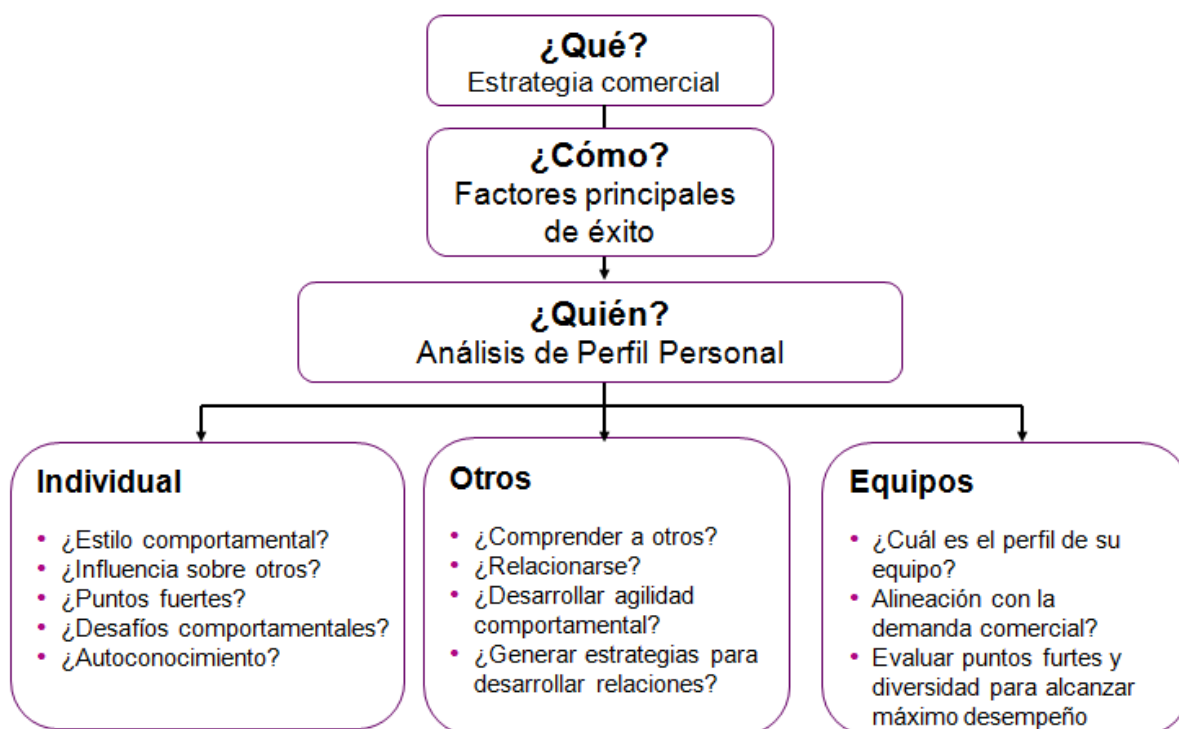 ¿Qué?
Estrategia comercial
¿Cómo?
Factores principales
de éxito
¿Quién?
Análisis de Perfil Personal
Individual
• ¿Estilo comportamental?
• ¿Influencia sobre otros?
• ¿Puntos fuertes?
• ¿Desafíos comportamentales?
• ¿Autoconocimiento?
Otros
• ¿Comprender a otros?
• ¿Relacionarse?
• ¿Desarrollar agilidad
comportamental?
• ¿Generar estrategias para
desarrollar relaciones?
Equipos
• ¿Cuál es el perfil de su
equipo?
• Alineación con la
demanda comercial?
• Evaluar puntos furtes y
diversidad para alcanzar
máximo desempeño